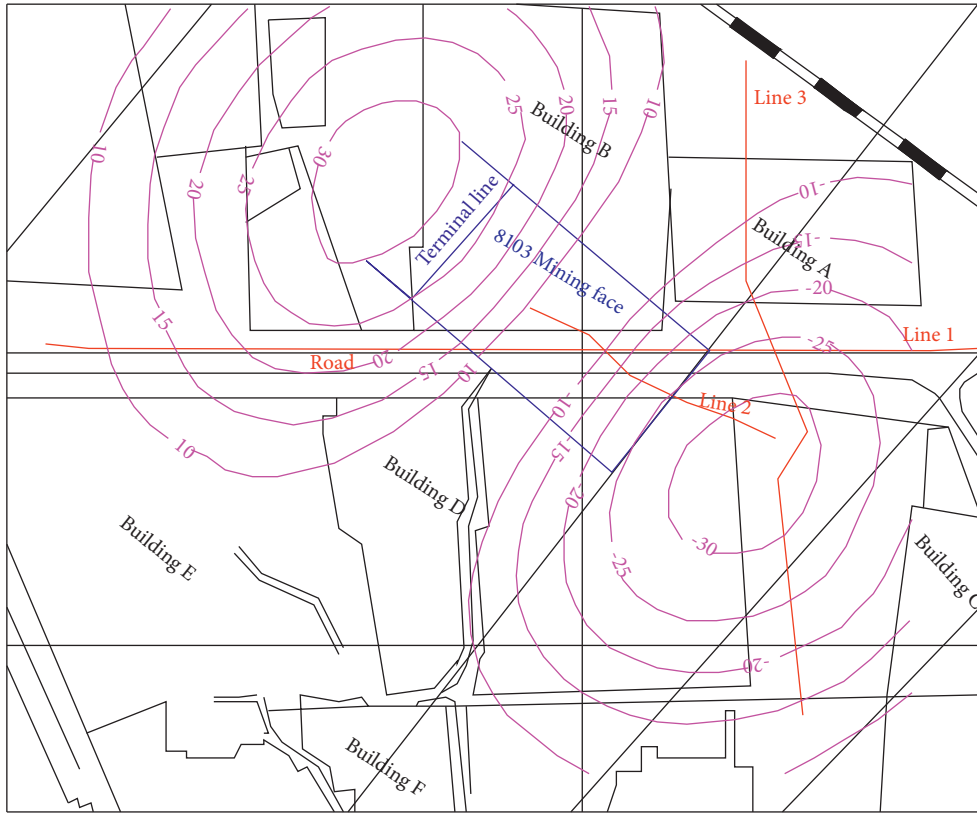 Line 3
10
15
20
25
Building B
10
30
25
20
Terminal line
-10
8103 Mining face
-15
Building A
-20
15
Line 1
-25
Road
20
15
10
-10
Line 2
10
-15
Building D
-20
-30
Building E
-25
Building C
-20
Building F